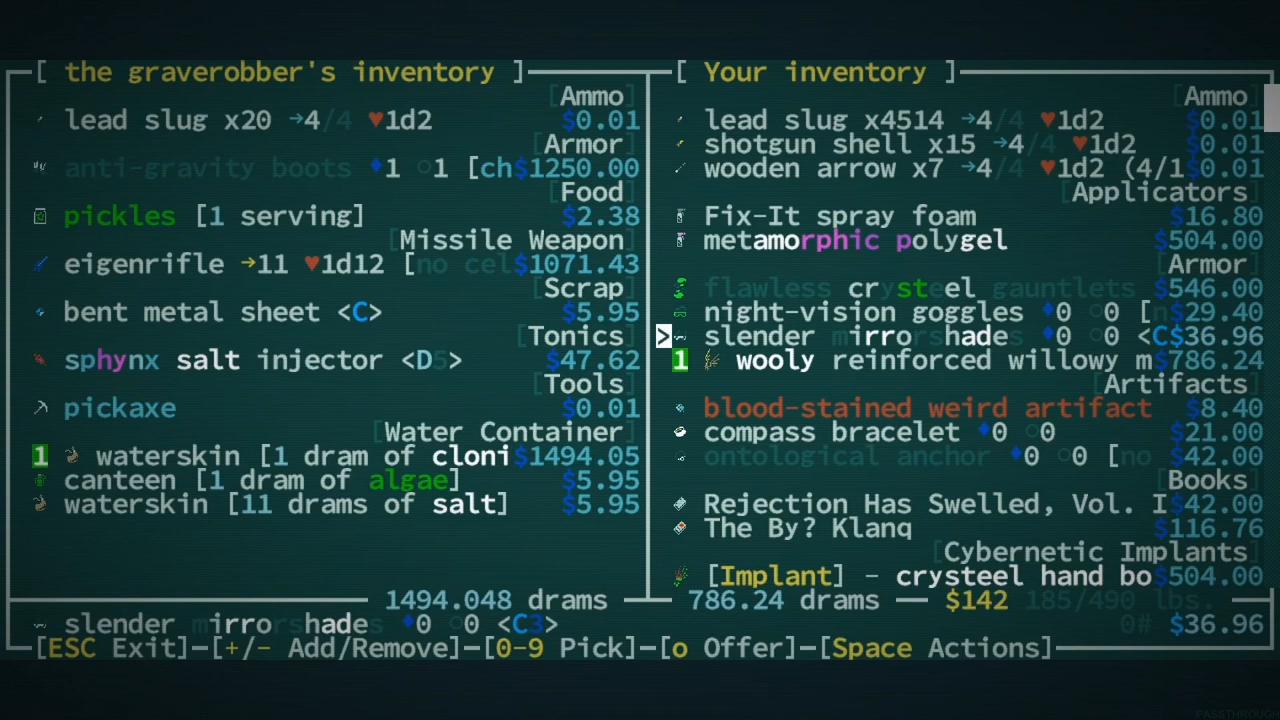 [ the graverobber's inventory ]
[Ammo]
lead slug x20 →4/4 ♥1d2 $0.01
[Armor]
anti-gravity boots ♦1 ○1 [ch$1250.00
[Food]
pickles [1 serving] $2.38
[Missile Weapon]
eigenrifle →11 ♥1d12 [no cel$1071.43
[Scrap]
bent metal sheet <C> $5.95
[Tonics]
sphynx salt injector <D5> $47.62
[Tools]
pickaxe $0.01
[Water Container]
1 waterskin [1 dram of cloni$1494.05
canteen [1 dram of algae] $5.95
waterskin [11 drams of salt] $5.95
1494.048 drams
[ Your inventory ]
[Ammo]
lead slug x4514 →4/4 ♥1d2 $0.01
shotgun shell x15 →4/4 ♥1d2 $0.01
wooden arrow x7 →4/4 ♥1d2 (4/1$0.01
[Applicators]
Fix-It spray foam $16.80
metamorphic polygel $504.00
[Armor]
flawless crysteel gauntlets $546.00
night-vision goggles ♦0 ○0 [n$29.40
> slender mirrorshades ♦0 ○0 <C$36.96
1 wooly reinforced willowy m$786.24
[Artifacts]
blood-stained weird artifact $8.40
compass bracelet ♦0 ○0 $21.00
ontological anchor ♦0 ○0 [no $42.00
[Books]
Rejection Has Swelled, Vol. I$42.00
The By? Klanq $116.76
[Cybernetic Implants]
[Implant] - crysteel hand bo$504.00
786.24 drams — $142 185/490 lbs.
slender mirrorshades ♦0 ○0 <C3> 0# $36.96
[ESC Exit]—[+/- Add/Remove]—[0-9 Pick]—[o Offer]—[Space Actions]